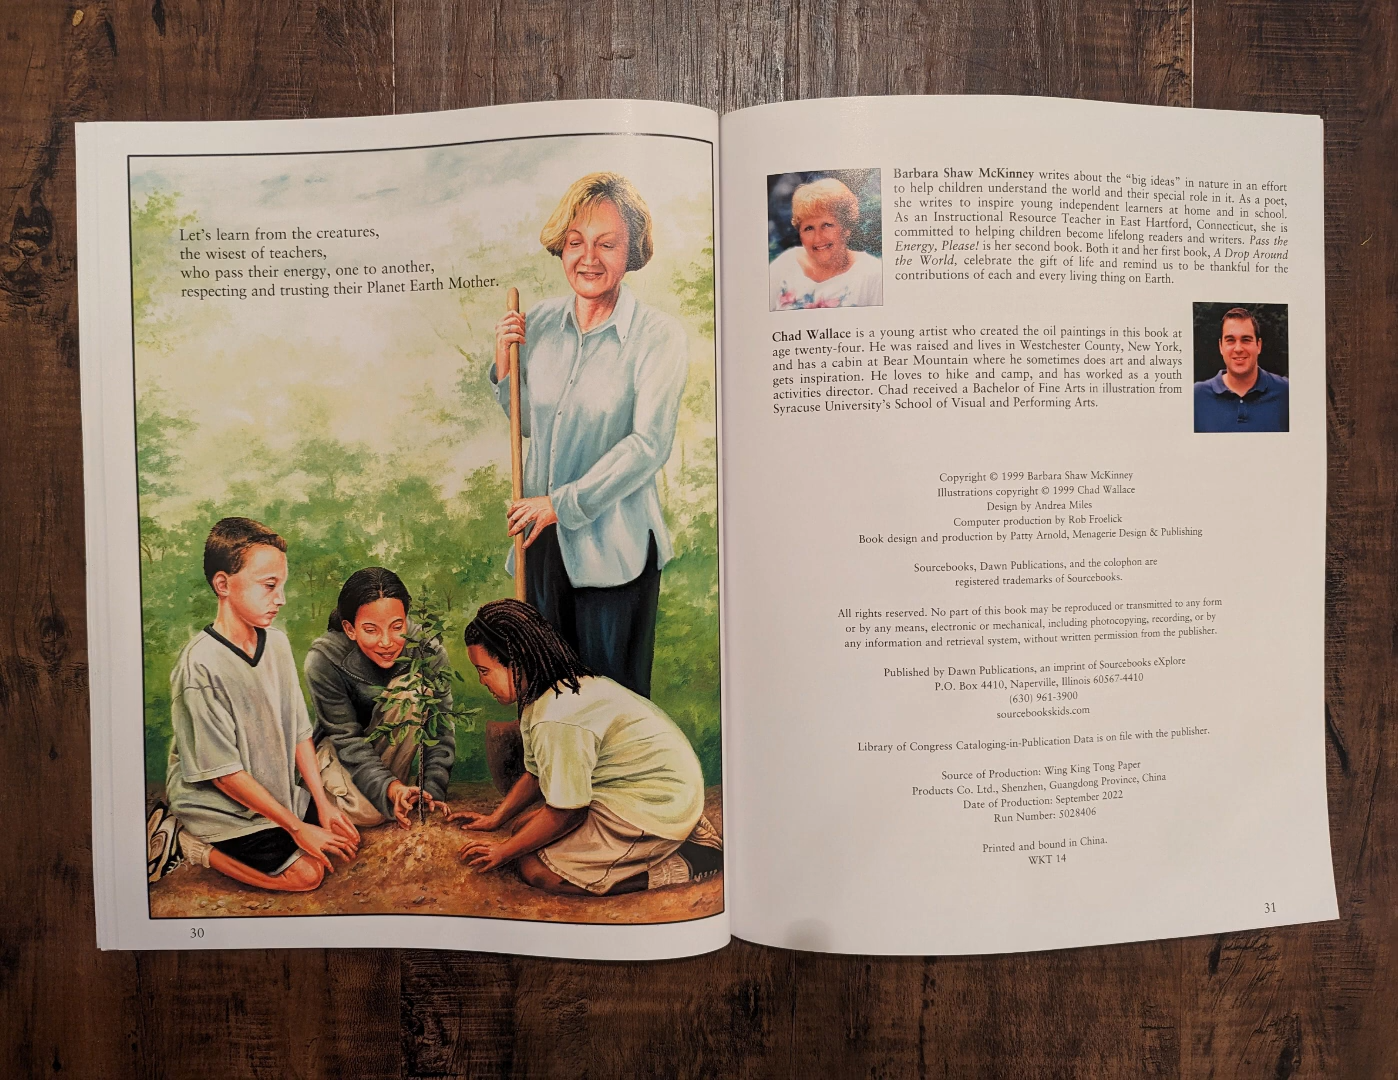 Let's learn from the creatures,
the wisest of teachers,
who pass their energy, one to another,
respecting and trusting their Planet Earth Mother.
30
Barbara Shaw McKinney writes about the “big ideas” in nature in an effort
to help children understand the world and their special role in it. As a poet,
she writes to inspire young independent learners at home and in school.
As an Instructional Resource Teacher in East Hartford, Connecticut, she is
committed to helping children become lifelong readers and writers. Pass the
Energy, Please! is her second book. Both it and her first book, A Drop Around
the World, celebrate the gift of life and remind us to be thankful for the
contributions of each and every living thing on Earth.
Chad Wallace is a young artist who created the oil paintings in this book at
age twenty-four. He was raised and lives in Westchester County, New York,
and has a cabin at Bear Mountain where he sometimes does art and always
gets inspiration. He loves to hike and camp, and has worked as a youth
activities director. Chad received a Bachelor of Fine Arts in illustration from
Syracuse University's School of Visual and Performing Arts.
Copyright © 1999 Barbara Shaw McKinney
Illustrations copyright © 1999 Chad Wallace
Design by Andrea Miles
Computer production by Rob Froelick
Book design and production by Patty Arnold, Menagerie Design & Publishing
Sourcebooks, Dawn Publications, and the colophon are
registered trademarks of Sourcebooks.
All rights reserved. No part of this book may be reproduced or transmitted to any form
or by any means, electronic or mechanical, including photocopying, recording, or by
any information and retrieval system, without written permission from the publisher.
Published by Dawn Publications, an imprint of Sourcebooks eXplore
P.O. Box 4410, Naperville, Illinois 60567-4410
(630) 961-3900
sourcebookskids.com
Library of Congress Cataloging-in-Publication Data is on file with the publisher.
Source of Production: Wing King Tong Paper
Products Co. Ltd., Shenzhen, Guangdong Province, China
Date of Production: September 2022
Run Number: 5028406
Printed and bound in China.
WKT 14
31